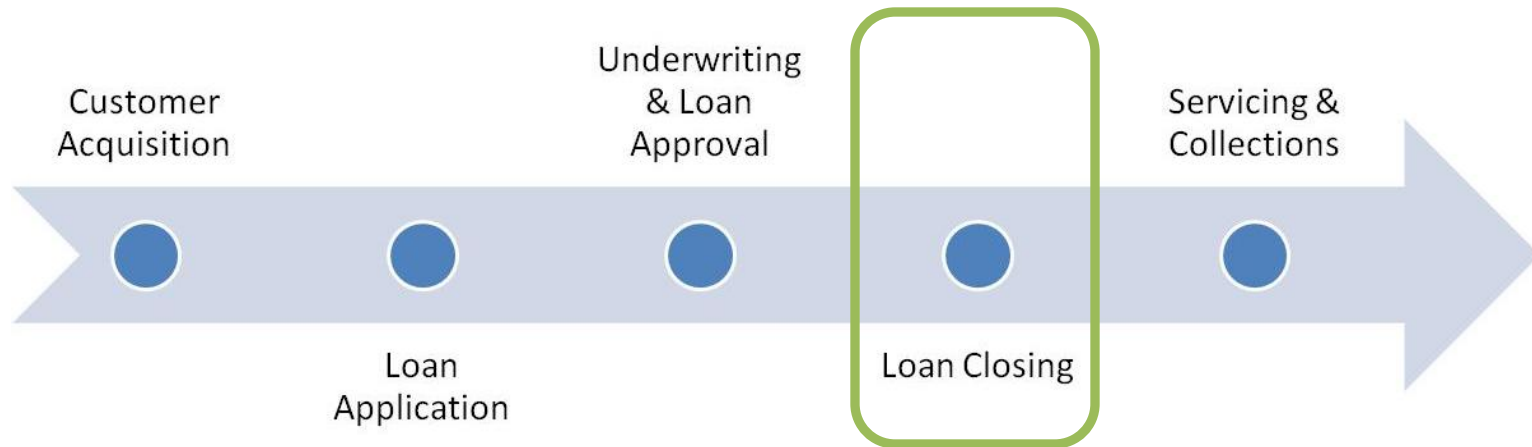 Customer
Acquisition
Loan
Application
Underwriting
& Loan
Approval
Loan Closing
Servicing &
Collections